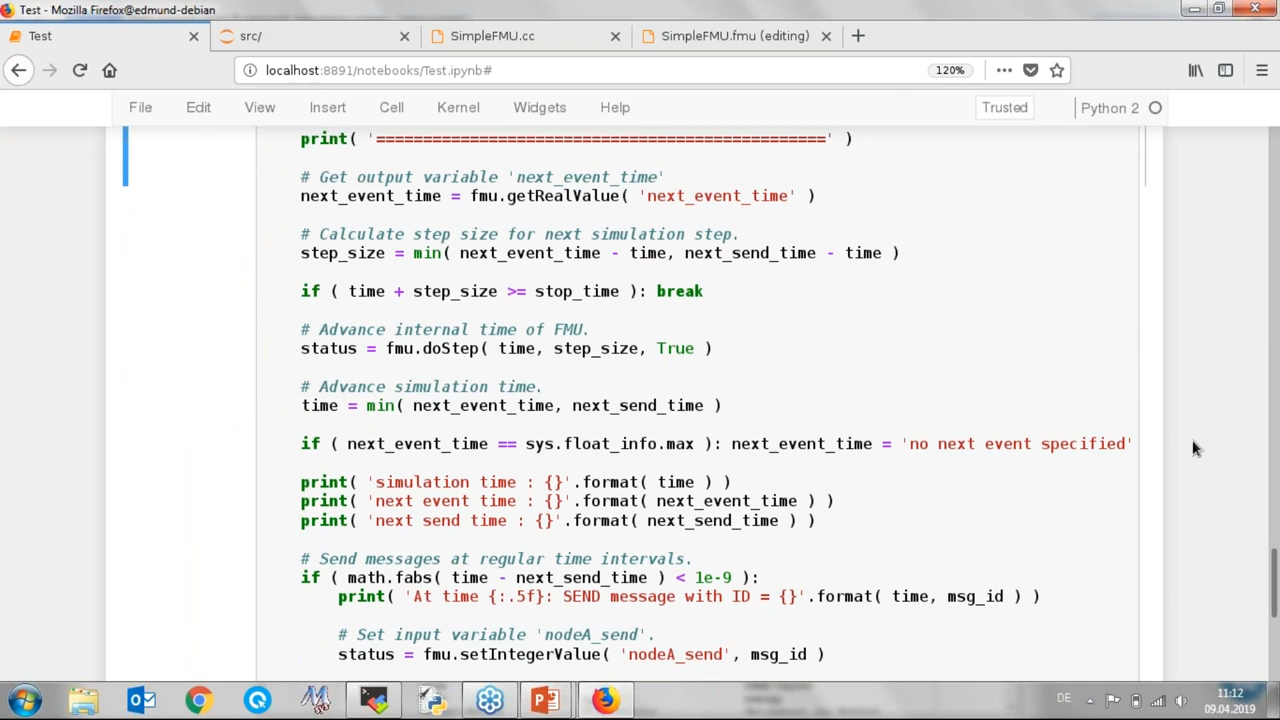 Test - Mozilla Firefox@edmund-debian
Test
src/
SimpleFMU.cc
SimpleFMU.fmu (editing)
localhost:8891/notebooks/Test.ipynb#
120%
File Edit View Insert Cell Kernel Widgets Help
Trusted
Python 2
print( '================================================' )
# Get output variable 'next_event_time'
next_event_time = fmu.getRealValue( 'next_event_time' )
# Calculate step size for next simulation step.
step_size = min( next_event_time - time, next_send_time - time )
if ( time + step_size >= stop_time ): break
# Advance internal time of FMU.
status = fmu.doStep( time, step_size, True )
# Advance simulation time.
time = min( next_event_time, next_send_time )
if ( next_event_time == sys.float_info.max ): next_event_time = 'no next event specified'
print( 'simulation time : {}'.format( time ) )
print( 'next event time : {}'.format( next_event_time ) )
print( 'next send time : {}'.format( next_send_time ) )
# Send messages at regular time intervals.
if ( math.fabs( time - next_send_time ) < 1e-9 ):
print( 'At time {:.5f}: SEND message with ID = {}'.format( time, msg_id ) )
# Set input variable 'nodeA_send'.
status = fmu.setIntegerValue( 'nodeA_send', msg_id )
DE
11:12
09.04.2019